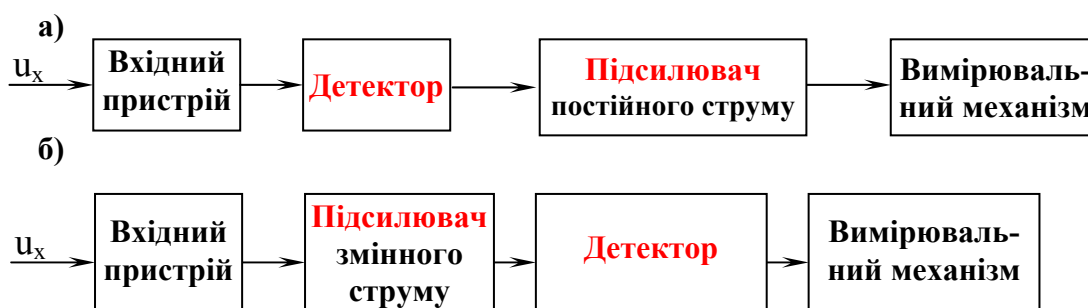 а)
u_x
Вхідний
пристрій
Детектор
Підсилювач
постійного струму
Вимірюваль-
ний механізм
б)
u_x
Вхідний
пристрій
Підсилювач
змінного
струму
Детектор
Вимірюваль-
ний механізм